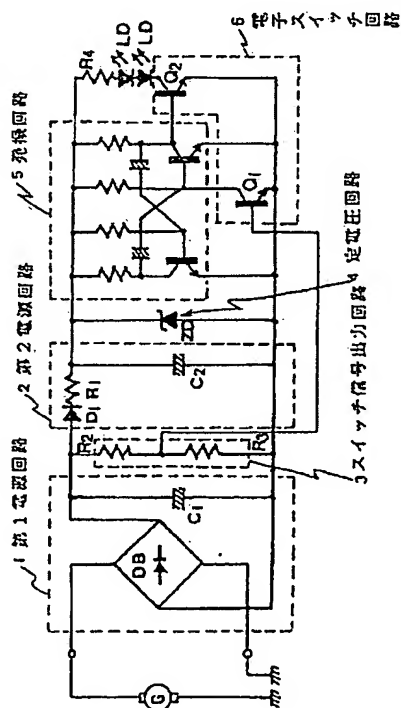 1 第1電源回路
2 第2電源回路
3 スイッチ信号出力回路
4 定電圧回路
5 発振回路
6 電子スイッチ回路
G
DB
C1
R2
R3
D1 R1
C2
ZD
Q1
Q2
R4
LD
LD